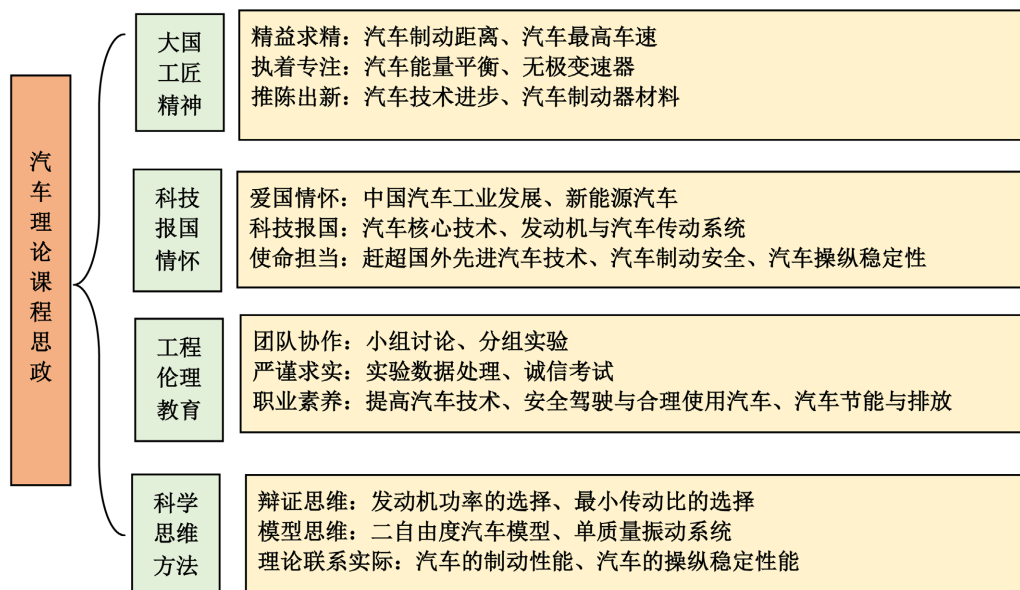 汽车理论课程思政
大国
工匠
精神
精益求精：汽车制动距离、汽车最高车速
执着专注：汽车能量平衡、无极变速器
推陈出新：汽车技术进步、汽车制动器材料
科技
报国
情怀
爱国情怀：中国汽车工业发展、新能源汽车
科技报国：汽车核心技术、发动机与汽车传动系统
使命担当：赶超国外先进汽车技术、汽车制动安全、汽车操纵稳定性
工程
伦理
教育
团队协作：小组讨论、分组实验
严谨求实：实验数据处理、诚信考试
职业素养：提高汽车技术、安全驾驶与合理使用汽车、汽车节能与排放
科学
思维
方法
辩证思维：发动机功率的选择、最小传动比的选择
模型思维：二自由度汽车模型、单质量振动系统
理论联系实际：汽车的制动性能、汽车的操纵稳定性能